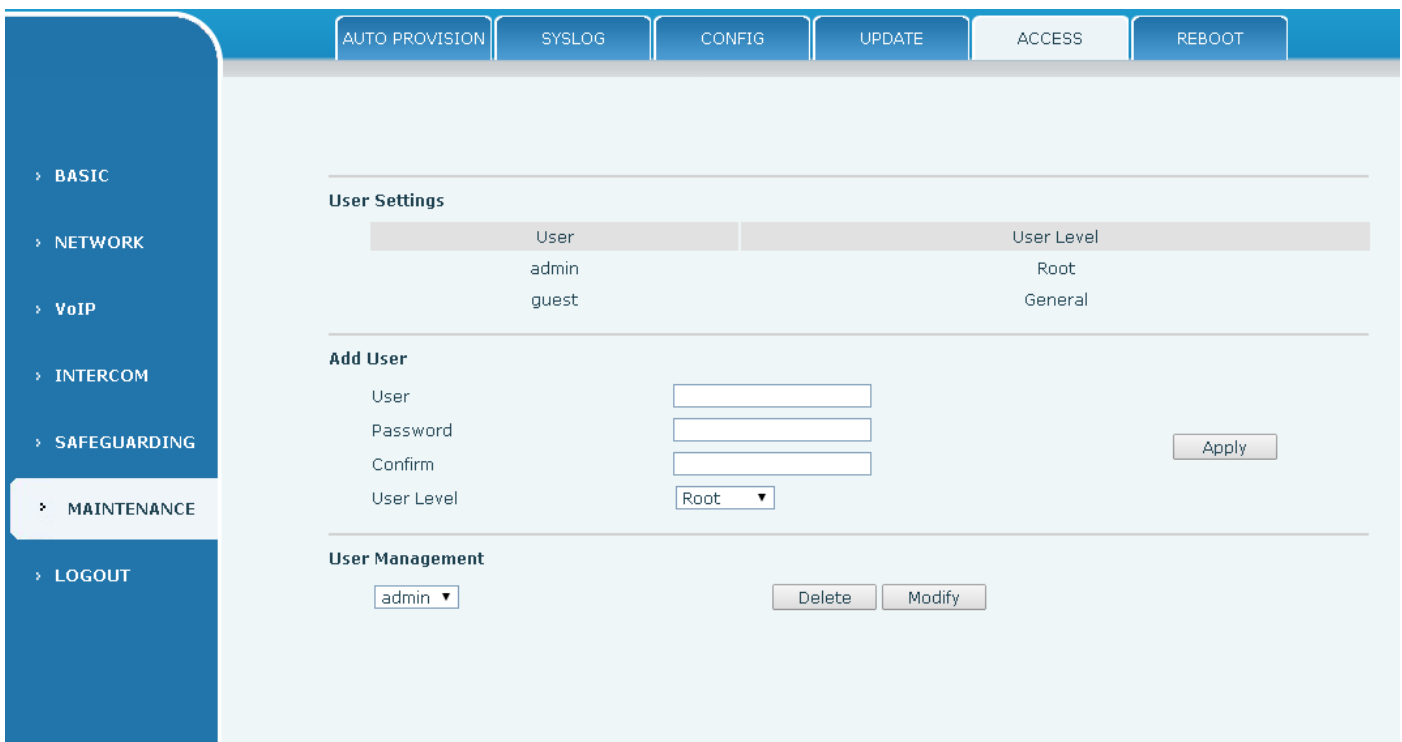 AUTO PROVISION SYSLOG CONFIG UPDATE ACCESS REBOOT
BASIC
NETWORK
VoIP
INTERCOM
SAFEGUARDING
MAINTENANCE
LOGOUT
User Settings
User User Level
admin Root
guest General
Add User
User
Password
Confirm
User Level Root
Apply
User Management
admin Delete Modify